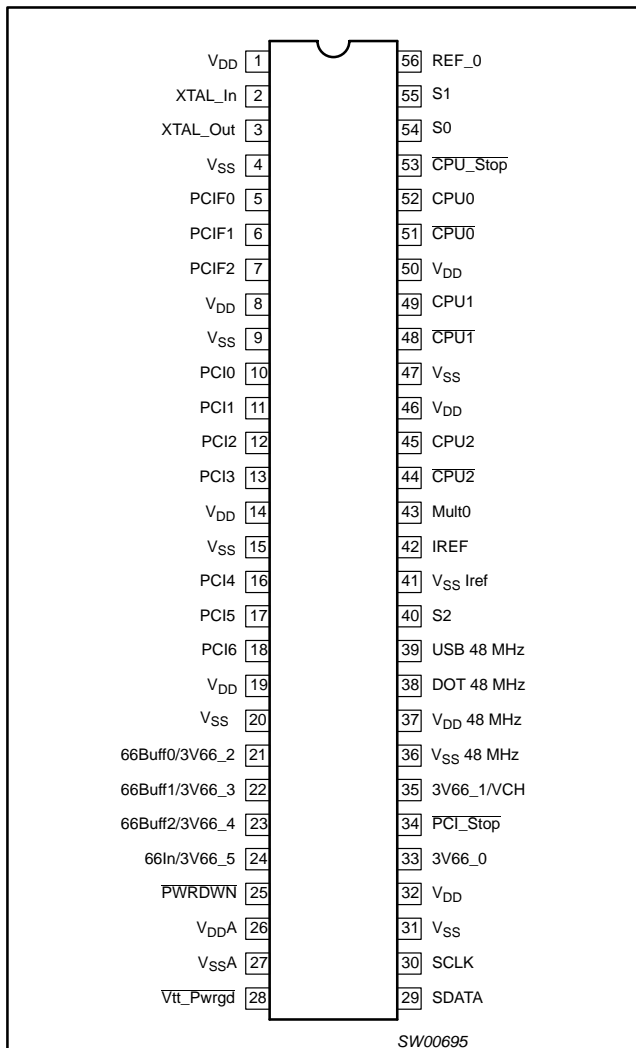 VDD 1 56 REF_0
XTAL_In 2 55 S1
XTAL_Out 3 54 S0
VSS 4 53 CPU_Stop
PCIF0 5 52 CPU0
PCIF1 6 51 CPU0
PCIF2 7 50 VDD
VDD 8 49 CPU1
VSS 9 48 CPU1
PCI0 10 47 VSS
PCI1 11 46 VDD
PCI2 12 45 CPU2
PCI3 13 44 CPU2
VDD 14 43 Mult0
VSS 15 42 IREF
PCI4 16 41 VSS Iref
PCI5 17 40 S2
PCI6 18 39 USB 48 MHz
VDD 19 38 DOT 48 MHz
VSS 20 37 VDD 48 MHz
66Buff0/3V66_2 21 36 VSS 48 MHz
66Buff1/3V66_3 22 35 3V66_1/VCH
66Buff2/3V66_4 23 34 PCI_Stop
66In/3V66_5 24 33 3V66_0
PWRDWN 25 32 VDD
VDDA 26 31 VSS
VSSA 27 30 SCLK
Vtt_Pwrgd 28 29 SDATA
SW00695